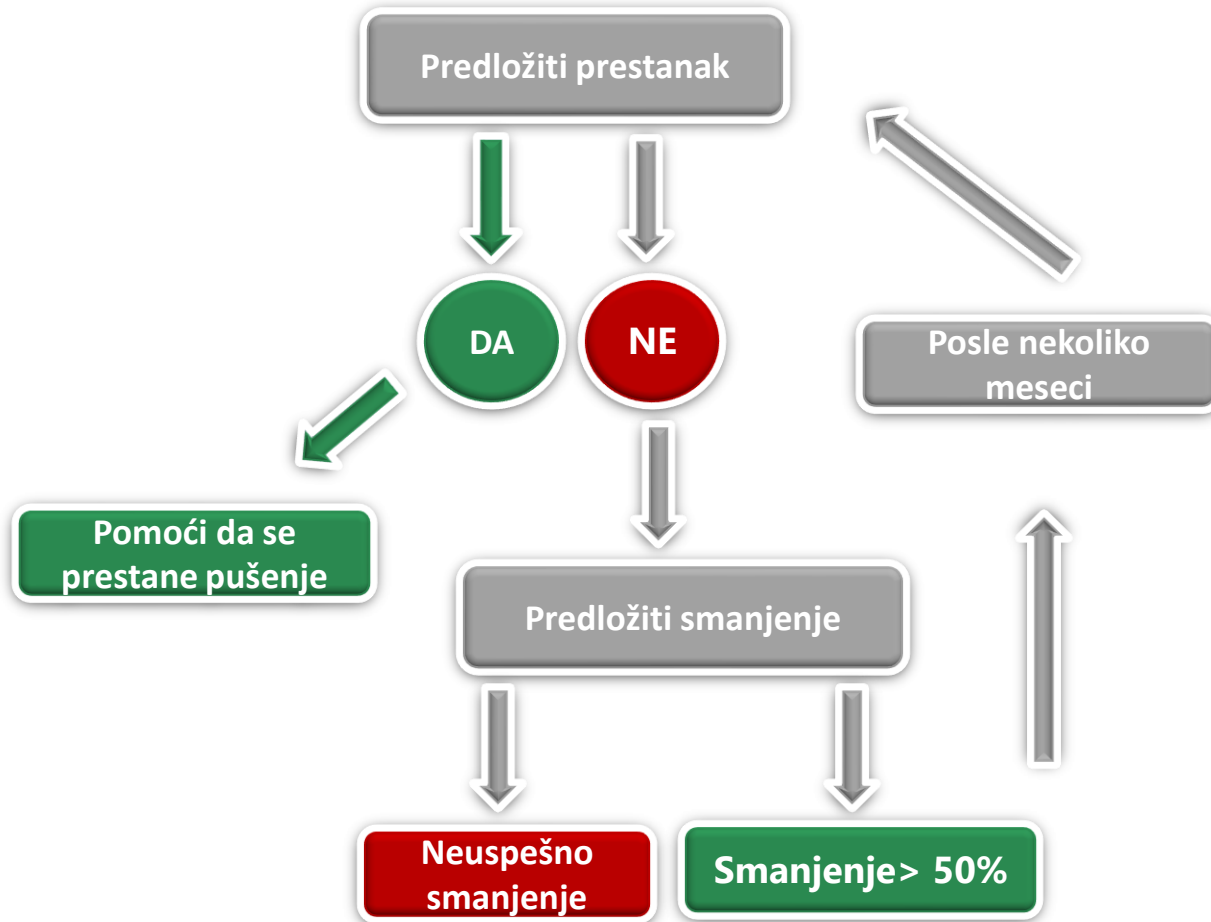 Predložiti prestanak
DA
NE
Posle nekoliko
meseci
Pomoći da se
prestane pušenje
Predložiti smanjenje
Neuspešno
smanjenje
Smanjenje> 50%